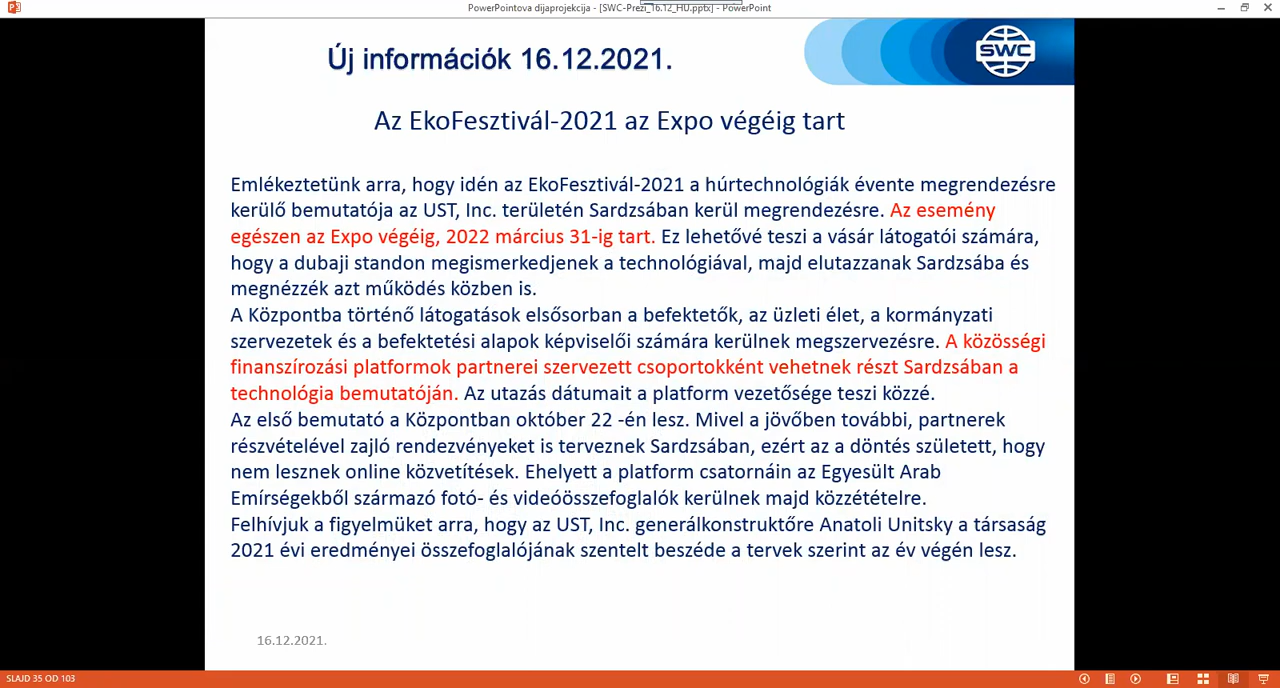 PowerPointova dijaprojekcija - [SWC-Prezi_16.12_HU.pptx] - PowerPoint
Új információk 16.12.2021.
SWC
Az EkoFesztivál-2021 az Expo végéig tart
Emlékeztetünk arra, hogy idén az EkoFesztivál-2021 a húrtechnológiák évente megrendezésre
kerülő bemutatója az UST, Inc. területén Sardzsában kerül megrendezésre. Az esemény
egészen az Expo végéig, 2022 március 31-ig tart. Ez lehetővé teszi a vásár látogatói számára,
hogy a dubaji standon megismerkedjenek a technológiával, majd elutazzanak Sardzsába és
megnézzék azt működés közben is.
A Központba történő látogatások elsősorban a befektetők, az üzleti élet, a kormányzati
szervezetek és a befektetési alapok képviselői számára kerülnek megszervezésre. A közösségi
finanszírozási platformok partnerei szervezett csoportokként vehetnek részt Sardzsában a
technológia bemutatóján. Az utazás dátumait a platform vezetősége teszi közzé.
Az első bemutató a Központban október 22 -én lesz. Mivel a jövőben további, partnerek
részvételével zajló rendezvényeket is terveznek Sardzsában, ezért az a döntés született, hogy
nem lesznek online közvetítések. Ehelyett a platform csatornáin az Egyesült Arab
Emírségekből származó fotó- és videóösszefoglalók kerülnek majd közzétételre.
Felhívjuk a figyelmüket arra, hogy az UST, Inc. generálkonstruktőre Anatoli Unitsky a társaság
2021 évi eredményei összefoglalójának szentelt beszéde a tervek szerint az év végén lesz.
16.12.2021.
SLAJD 35 OD 103